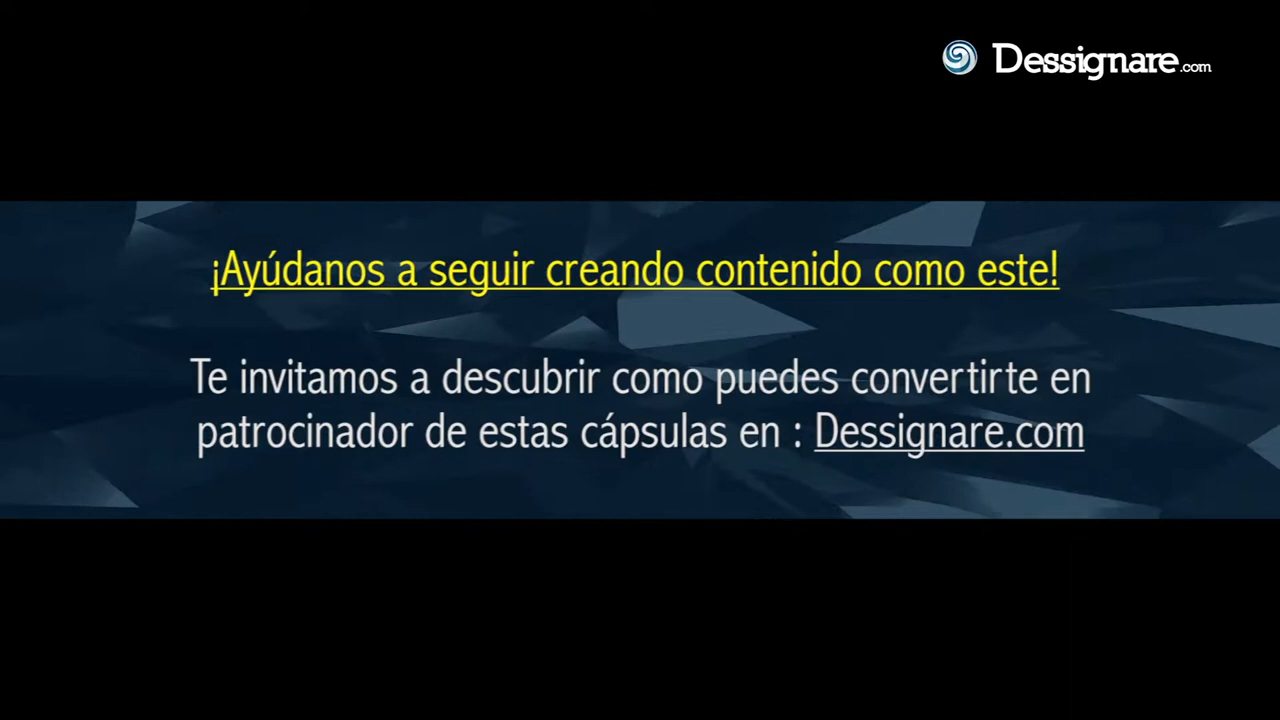 Dessignare.com
¡Ayúdanos a seguir creando contenido como este!
Te invitamos a descubrir como puedes convertirte en
patrocinador de estas cápsulas en : Dessignare.com